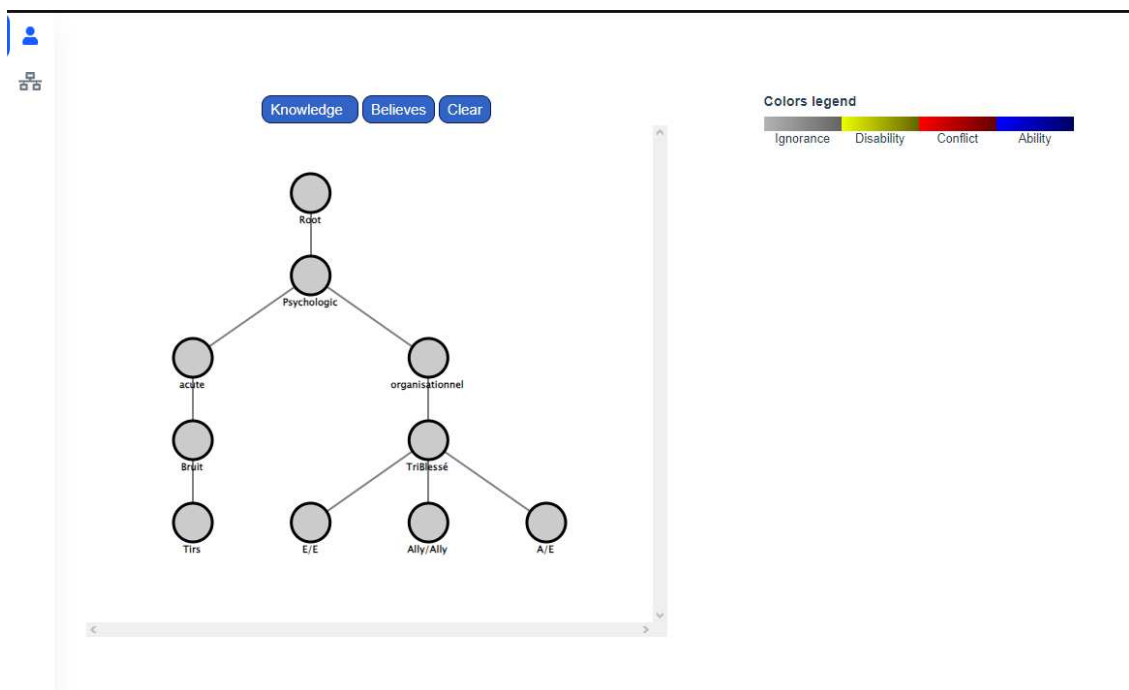 Knowledge Believes Clear
Colors legend
Ignorance Disability Conflict Ability
Root
Psychologic
acute organisationnel
Bruit TriBlessé
Tirs E/E Ally/Ally A/E